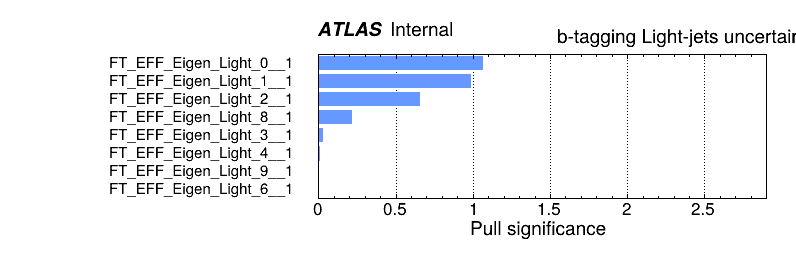 ATLAS Internal
b-tagging Light-jets uncertain
FT_EFF_Eigen_Light_0__1
FT_EFF_Eigen_Light_1__1
FT_EFF_Eigen_Light_2__1
FT_EFF_Eigen_Light_8__1
FT_EFF_Eigen_Light_3__1
FT_EFF_Eigen_Light_4__1
FT_EFF_Eigen_Light_9__1
FT_EFF_Eigen_Light_6__1
0 0.5 1 1.5 2 2.5
Pull significance